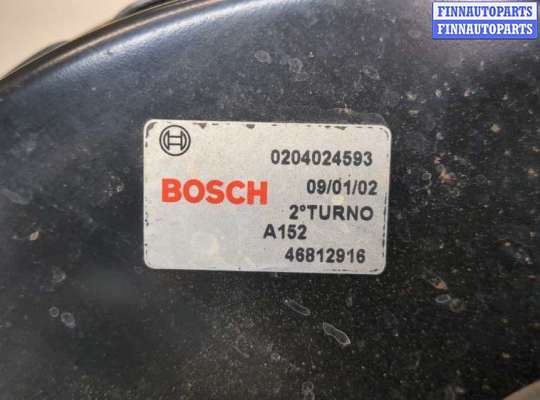 FINNAUTOPARTS
FINNAUTOPARTS
0204024593
BOSCH 09/01/02
2°TURNO
A152
46812916